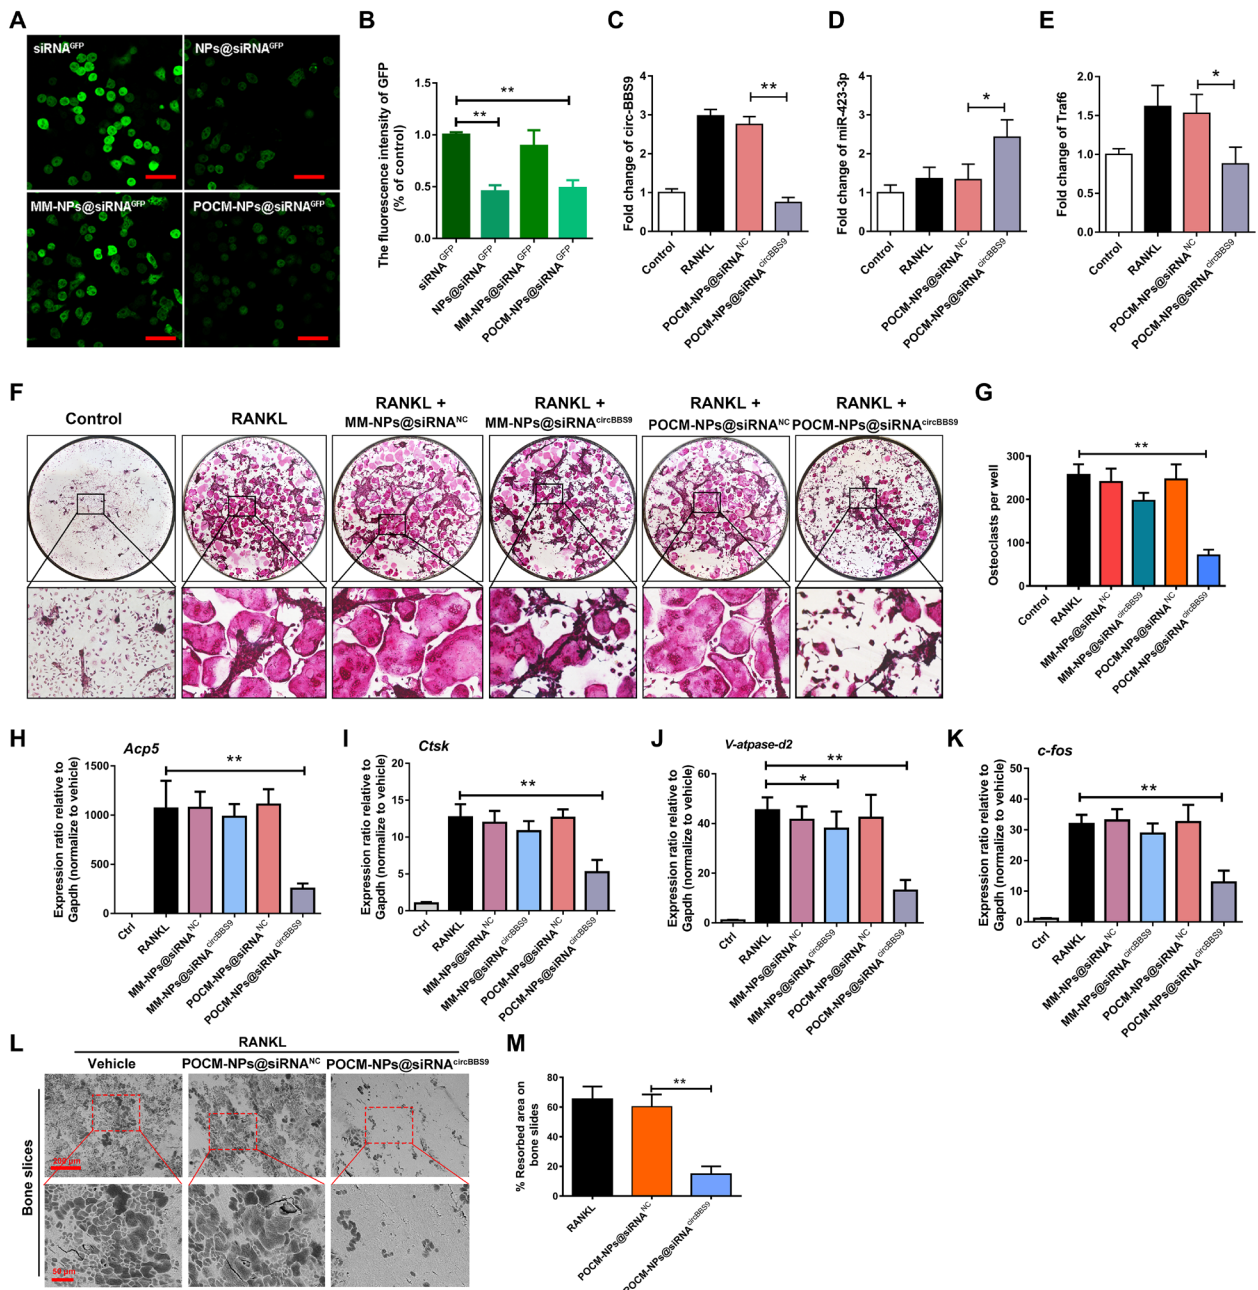 A
siRNA^GFP
NPs@siRNA^GFP
MM-NPs@siRNA^GFP
POCM-NPs@siRNA^GFP
B
The fluorescence intensity of GFP
(% of control)
1.5
1.0
0.5
0.0
**
**
siRNA^GFP
NPs@siRNA^GFP
MM-NPs@siRNA^GFP
POCM-NPs@siRNA^GFP
C
Fold change of circ-BBS9
4
3
2
1
0
**
Control
RANKL
POCM-NPs@siRNA^NC
POCM-NPs@siRNA^circBBS9
D
Fold change of miR-423-3p
4
3
2
1
0
*
Control
RANKL
POCM-NPs@siRNA^NC
POCM-NPs@siRNA^circBBS9
E
Fold change of Traf6
2.0
1.5
1.0
0.5
0.0
*
Control
RANKL
POCM-NPs@siRNA^NC
POCM-NPs@siRNA^circBBS9
F
Control
RANKL
RANKL +
MM-NPs@siRNA^NC
RANKL +
MM-NPs@siRNA^circBBS9
RANKL +
POCM-NPs@siRNA^NC
RANKL +
POCM-NPs@siRNA^circBBS9
G
Osteoclasts per well
300
200
100
0
**
Control
RANKL
MM-NPs@siRNA^NC
MM-NPs@siRNA^circBBS9
POCM-NPs@siRNA^NC
POCM-NPs@siRNA^circBBS9
H
Acp5
Expression ratio relative to
Gapdh (normalize to vehicle)
1500
1000
500
0
**
Ctrl
RANKL
MM-NPs@siRNA^NC
MM-NPs@siRNA^circBBS9
POCM-NPs@siRNA^NC
POCM-NPs@siRNA^circBBS9
I
Ctsk
Expression ratio relative to
Gapdh (normalize to vehicle)
20
15
10
5
0
**
Ctrl
RANKL
MM-NPs@siRNA^NC
MM-NPs@siRNA^circBBS9
POCM-NPs@siRNA^NC
POCM-NPs@siRNA^circBBS9
J
V-atpase-d2
Expression ratio relative to
Gapdh (normalize to vehicle)
60
40
20
0
*
**
Ctrl
RANKL
MM-NPs@siRNA^NC
MM-NPs@siRNA^circBBS9
POCM-NPs@siRNA^NC
POCM-NPs@siRNA^circBBS9
K
c-fos
Expression ratio relative to
Gapdh (normalize to vehicle)
50
40
30
20
10
0
**
Ctrl
RANKL
MM-NPs@siRNA^NC
MM-NPs@siRNA^circBBS9
POCM-NPs@siRNA^NC
POCM-NPs@siRNA^circBBS9
L
RANKL
Vehicle
POCM-NPs@siRNA^NC
POCM-NPs@siRNA^circBBS9
Bone slices
200 μm
50 μm
M
% Resorbed area on
bone slides
80
60
40
20
0
**
RANKL
POCM-NPs@siRNA^NC
POCM-NPs@siRNA^circBBS9